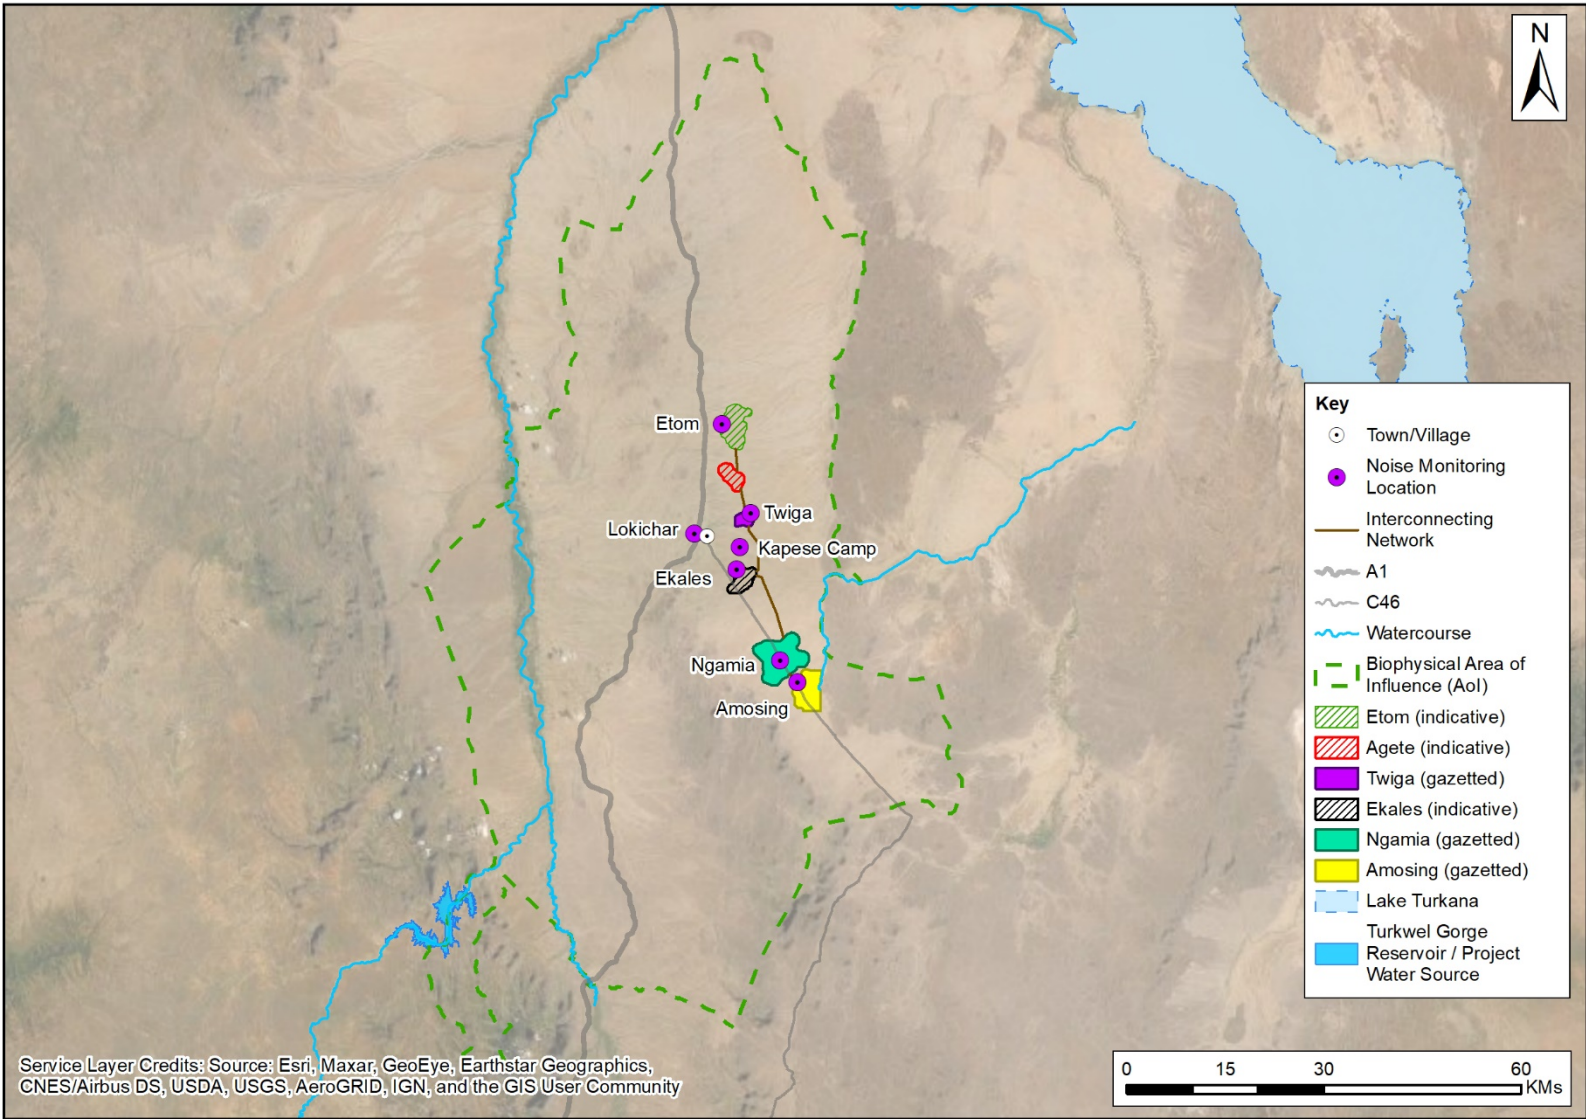 N
Etom
Twiga
Lokichar
Kapese Camp
Ekales
Ngamia
Amosing
Key
Town/Village
Noise Monitoring
Location
Interconnecting
Network
A1
C46
Watercourse
Biophysical Area of
Influence (AoI)
Etom (indicative)
Agete (indicative)
Twiga (gazetted)
Ekales (indicative)
Ngamia (gazetted)
Amosing (gazetted)
Lake Turkana
Turkwel Gorge
Reservoir / Project
Water Source
Service Layer Credits: Source: Esri, Maxar, GeoEye, Earthstar Geographics,
CNES/Airbus DS, USDA, USGS, AeroGRID, IGN, and the GIS User Community
0 15 30 60
KMs